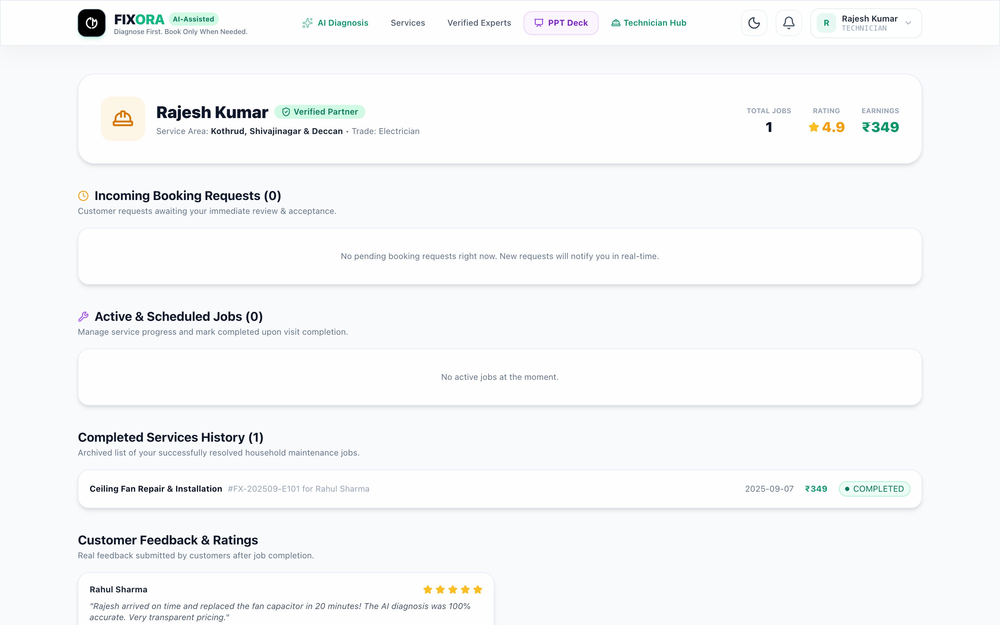 FIXORA AI-Assisted
Diagnose First. Book Only When Needed.
AI Diagnosis
Services
Verified Experts
PPT Deck
Technician Hub
R
Rajesh Kumar
TECHNICIAN
Rajesh Kumar Verified Partner
Service Area: Kothrud, Shivajinagar & Deccan • Trade: Electrician
TOTAL JOBS
1
RATING
4.9
EARNINGS
₹349
Incoming Booking Requests (0)
Customer requests awaiting your immediate review & acceptance.
No pending booking requests right now. New requests will notify you in real-time.
Active & Scheduled Jobs (0)
Manage service progress and mark completed upon visit completion.
No active jobs at the moment.
Completed Services History (1)
Archived list of your successfully resolved household maintenance jobs.
Ceiling Fan Repair & Installation #FX-202509-E101 for Rahul Sharma 2025-09-07 ₹349 COMPLETED
Customer Feedback & Ratings
Real feedback submitted by customers after job completion.
Rahul Sharma
"Rajesh arrived on time and replaced the fan capacitor in 20 minutes! The AI diagnosis was 100%
accurate. Very transparent pricing."